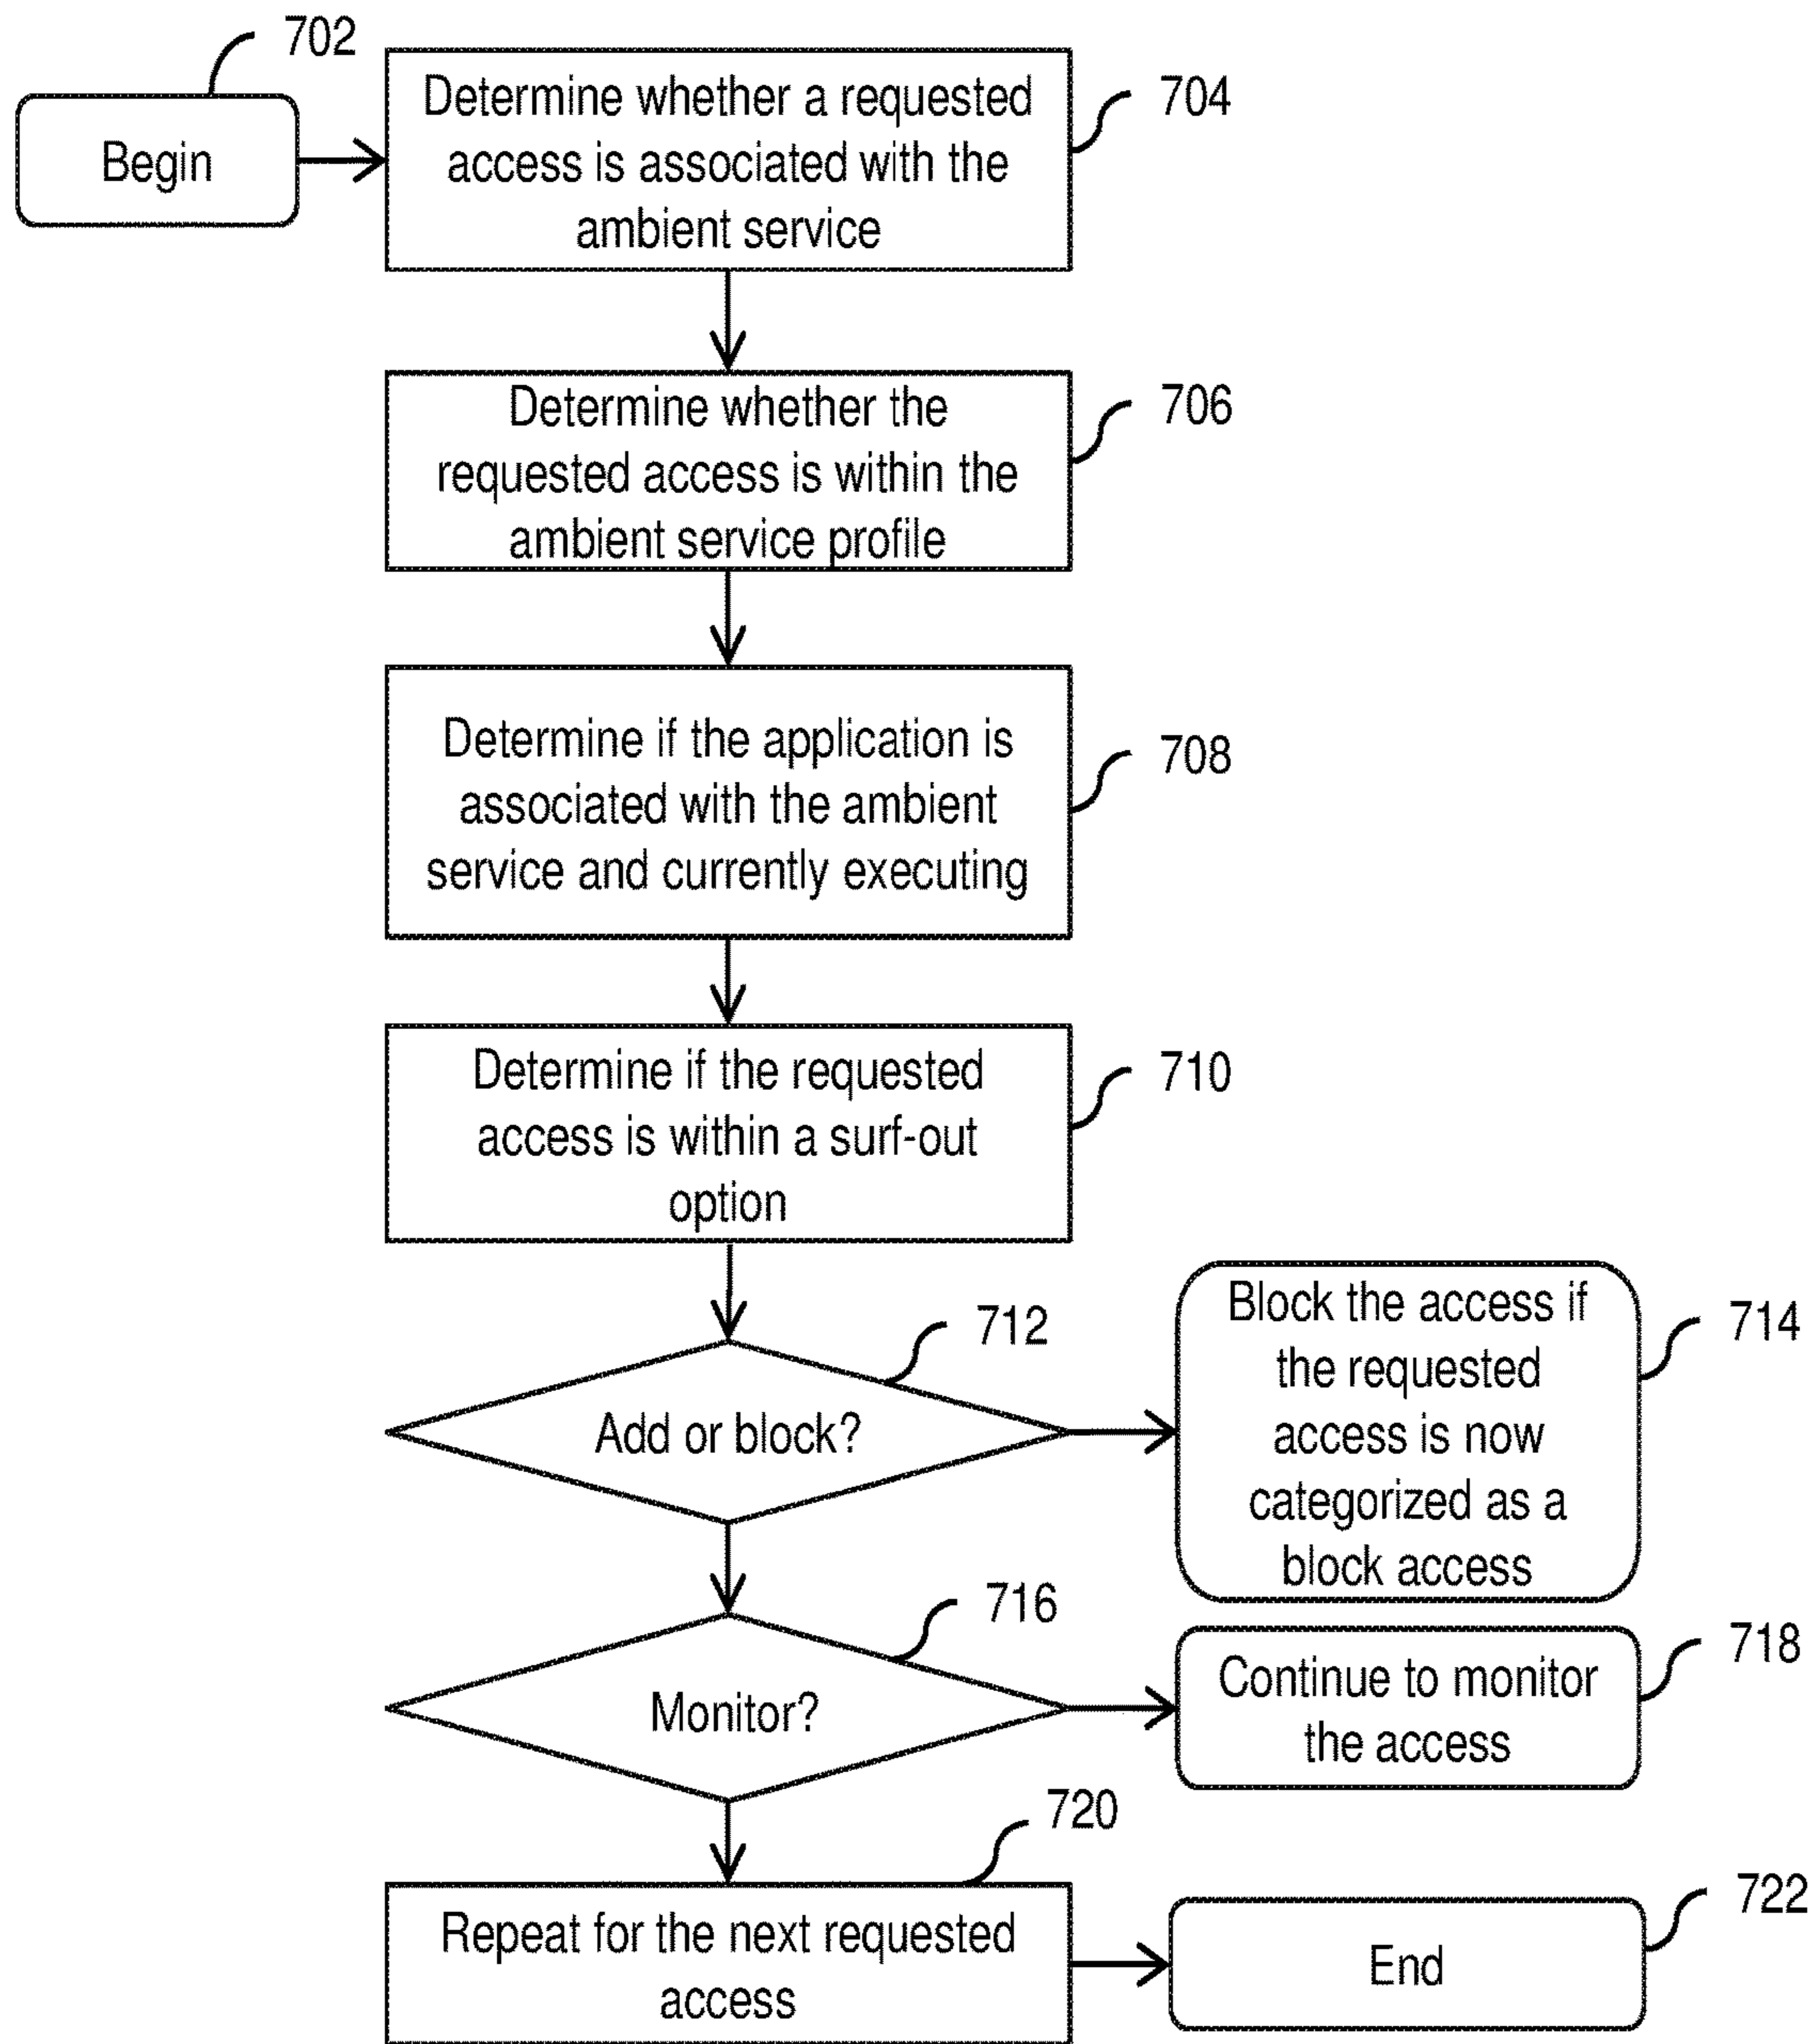 702
Begin
Determine whether a requested
access is associated with the
ambient service
704
Determine whether the
requested access is within the
ambient service profile
706
Determine if the application is
associated with the ambient
service and currently executing
708
Determine if the requested
access is within a surf-out
option
710
Add or block?
712
Block the access if
the requested
access is now
categorized as a
block access
714
Monitor?
716
Continue to monitor
the access
718
Repeat for the next requested
access
720
End
722